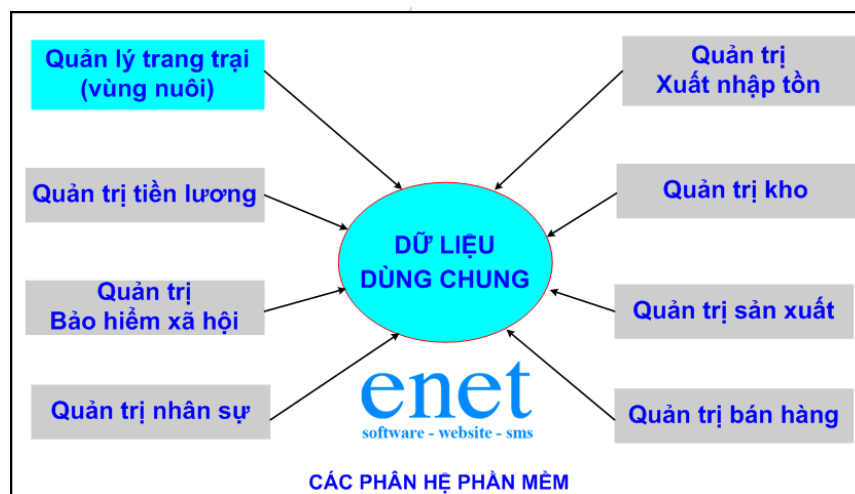 Quản lý trang trại
(vùng nuôi)
Quản trị
Xuất nhập tồn
Quản trị tiền lương
Quản trị kho
DỮ LIỆU
DÙNG CHUNG
Quản trị
Bảo hiểm xã hội
Quản trị sản xuất
Quản trị nhân sự
Quản trị bán hàng
enet
software - website - sms
CÁC PHÂN HỆ PHẦN MỀM